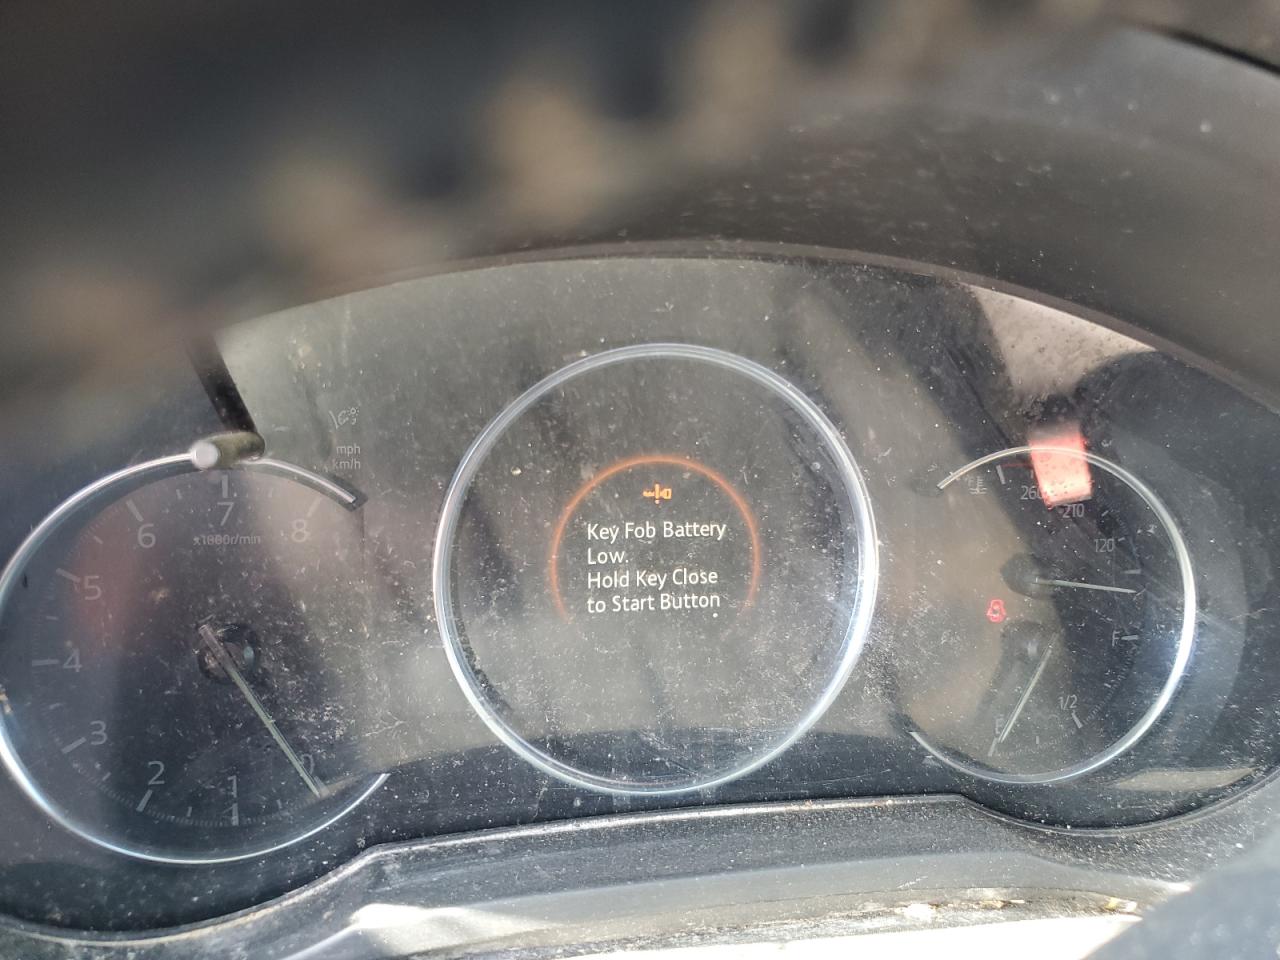 mph
km/h
1
2
3
4
5
6
7
8
x1000r/min
Key Fob Battery
Low.
Hold Key Close
to Start Button
260
210
120
F
1/2
E
0